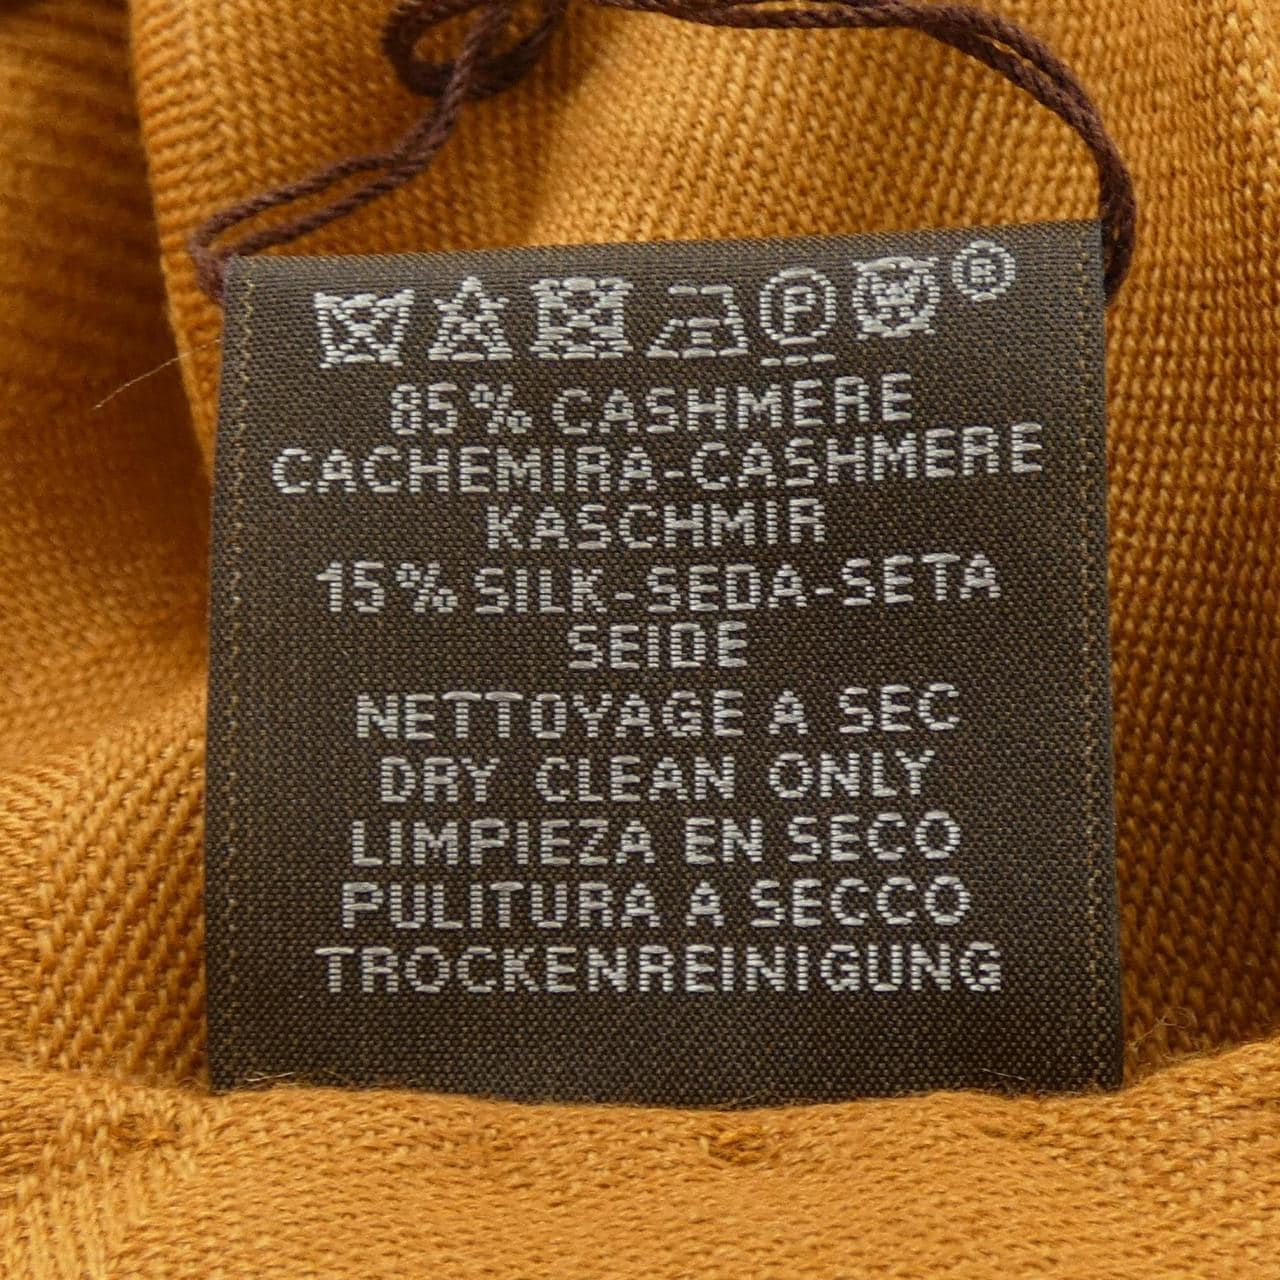 P W ®
85% CASHMERE
CACHEMIRA-CASHMERE
KASCHMIR
15% SILK-SEDA-SETA
SEIDE
NETTOYAGE A SEC
DRY CLEAN ONLY
LIMPIEZA EN SECO
PULITURA A SECCO
TROCKENREINIGUNG